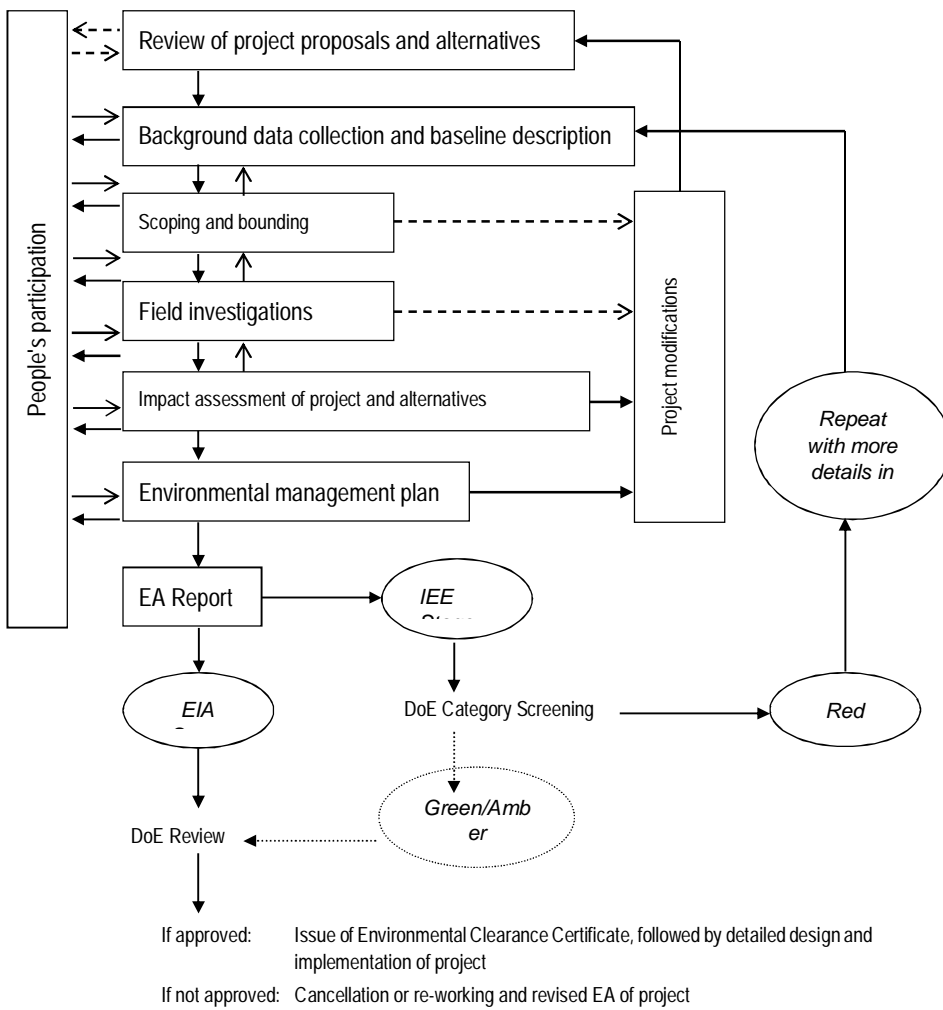 Review of project proposals and alternatives
Background data collection and baseline description
Scoping and bounding
Field investigations
Impact assessment of project and alternatives
Environmental management plan
People's participation
Project modifications
Repeat
with more
details in
EA Report
IEE
EIA
DoE Category Screening
Red
Green/Amb
er
DoE Review
If approved: Issue of Environmental Clearance Certificate, followed by detailed design and
implementation of project
If not approved: Cancellation or re-working and revised EA of project